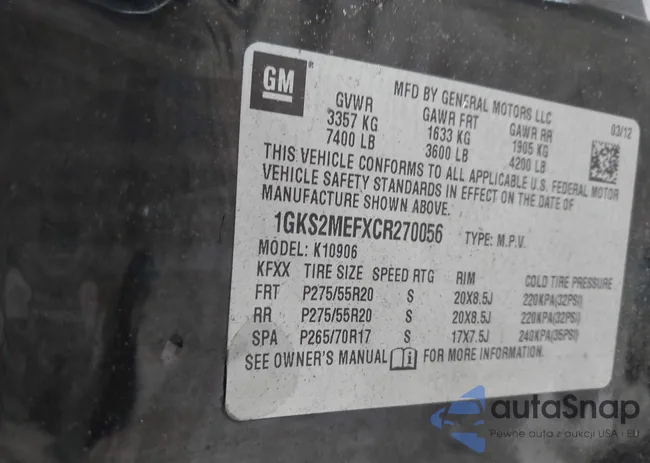 GM ®
MFD BY GENERAL MOTORS LLC
03/12
GVWR GAWR FRT GAWR RR
3357 KG 1633 KG 1905 KG
7400 LB 3600 LB 4200 LB
THIS VEHICLE CONFORMS TO ALL APPLICABLE U.S. FEDERAL MOTOR
VEHICLE SAFETY STANDARDS IN EFFECT ON THE DATE OF
MANUFACTURE SHOWN ABOVE.
1GKS2MEFXCR270056 TYPE: M.P.V.
MODEL: K10906
KFXX TIRE SIZE SPEED RTG RIM COLD TIRE PRESSURE
FRT P275/55R20 S 20X8.5J 220KPA(32PSI)
RR P275/55R20 S 20X8.5J 220KPA(32PSI)
SPA P265/70R17 S 17X7.5J 240KPA(35PSI)
SEE OWNER'S MANUAL FOR MORE INFORMATION.
autaSnap
Pewne auta z aukcji USA i EU